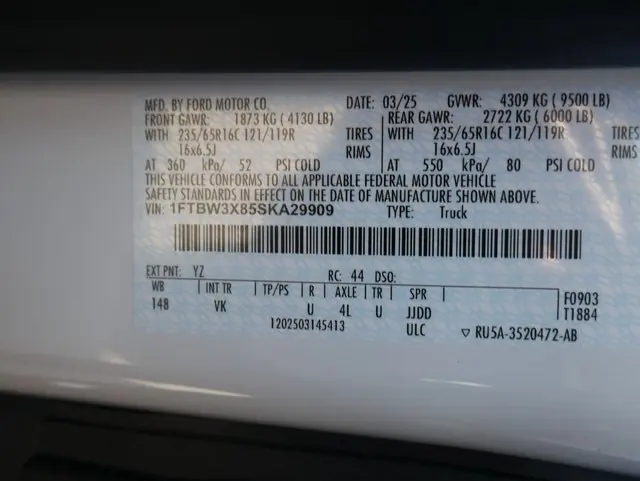 MFD. BY FORD MOTOR CO. DATE: 03/25 GVWR: 4309 KG ( 9500 LB)
FRONT GAWR: 1873 KG ( 4130 LB) REAR GAWR: 2722 KG ( 6000 LB)
WITH 235/65R16C 121/119R TIRES WITH 235/65R16C 121/119R TIRES
16x6.5J RIMS 16x6.5J RIMS
AT 360 kPa/ 52 PSI COLD AT 550 kPa/ 80 PSI COLD
THIS VEHICLE CONFORMS TO ALL APPLICABLE FEDERAL MOTOR VEHICLE
SAFETY STANDARDS IN EFFECT ON THE DATE OF MANUFACTURE SHOWN ABOVE.
VIN: 1FTBW3X85SKA29909 TYPE: Truck
EXT PNT: YZ RC: 44 DSO:
WB INT TR TP/PS R AXLE TR SPR F0903
148 VK U 4L U JJDD T1884
1202503145413 ULC ▽ RU5A-3520472-AB